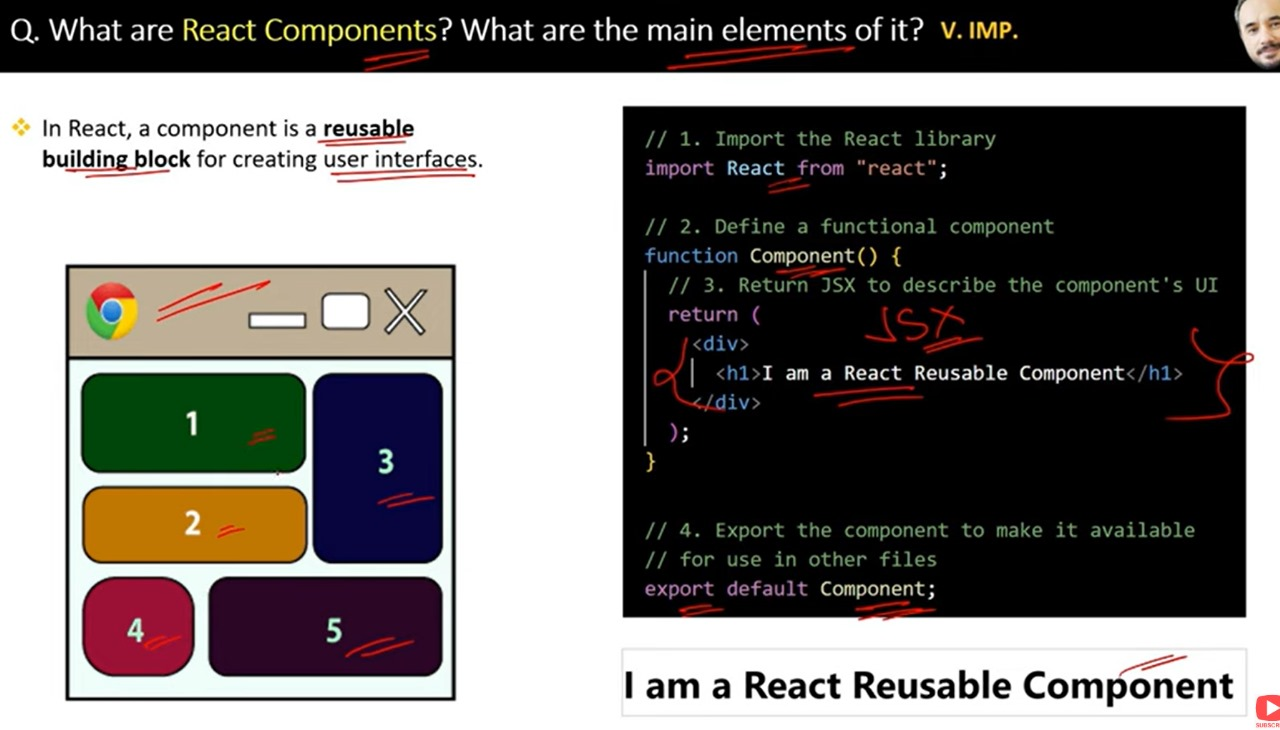 Q. What are React Components? What are the main elements of it? V. IMP.
In React, a component is a reusable
building block for creating user interfaces.
1
2
3
4
5
// 1. Import the React library
import React from "react";
// 2. Define a functional component
function Component() {
// 3. Return JSX to describe the component's UI
return (
JSX
<div>
<h1>I am a React Reusable Component</h1>
</div>
);
}
// 4. Export the component to make it available
// for use in other files
export default Component;
I am a React Reusable Component